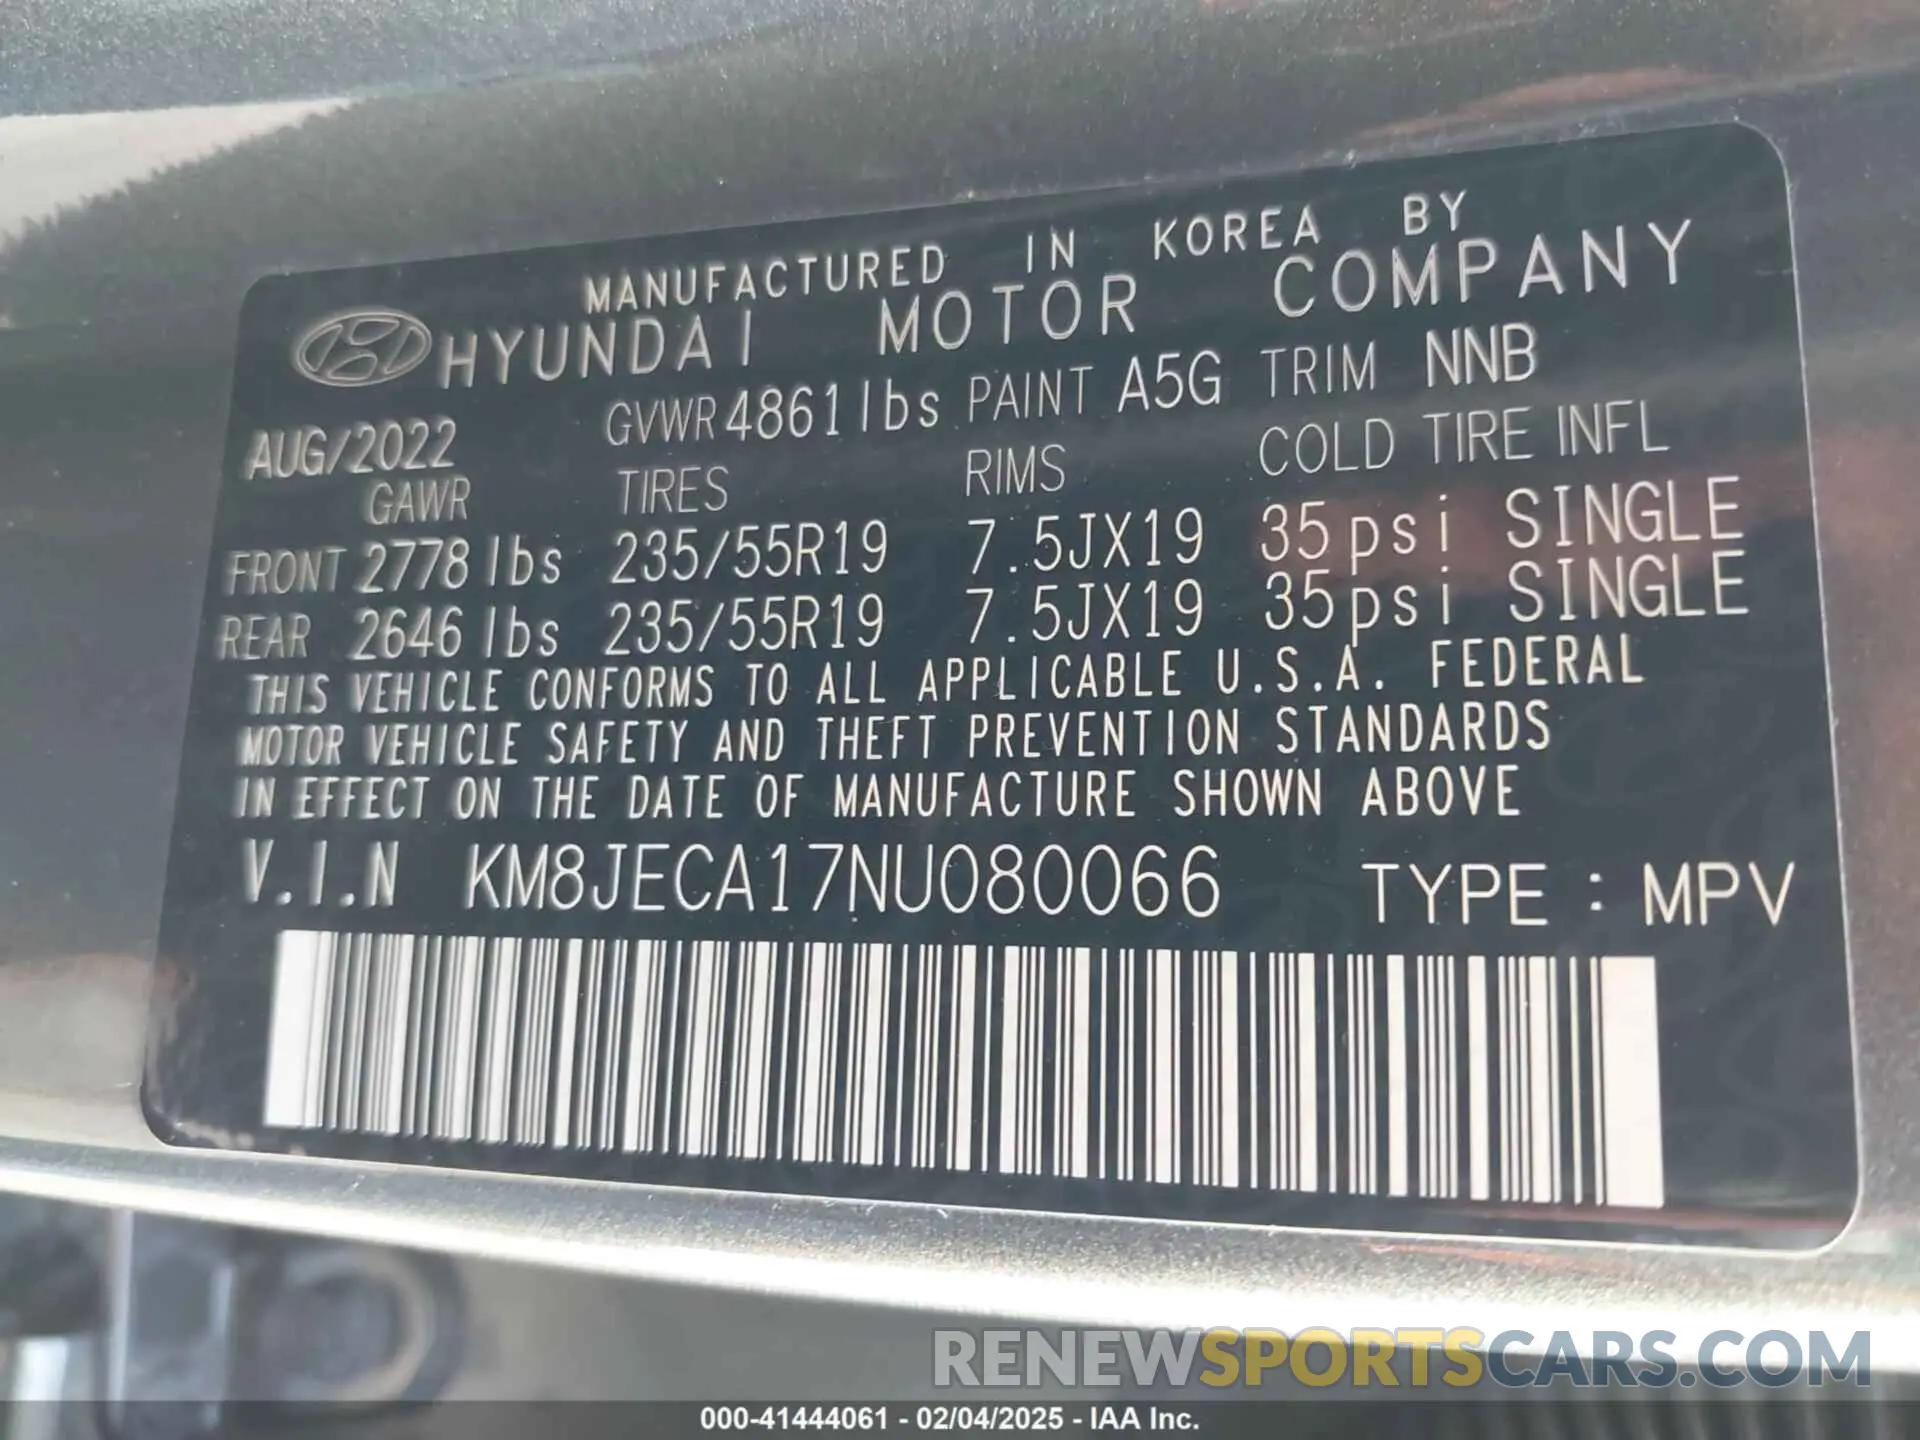 MANUFACTURED IN KOREA BY
HYUNDAI MOTOR COMPANY
AUG/2022 GVWR 4861 lbs PAINT A5G TRIM NNB
GAWR TIRES RIMS COLD TIRE INFL
FRONT 2778 lbs 235/55R19 7.5JX19 35psi SINGLE
REAR 2646 lbs 235/55R19 7.5JX19 35psi SINGLE
THIS VEHICLE CONFORMS TO ALL APPLICABLE U.S.A. FEDERAL
MOTOR VEHICLE SAFETY AND THEFT PREVENTION STANDARDS
IN EFFECT ON THE DATE OF MANUFACTURE SHOWN ABOVE
V.I.N KM8JECA17NU080066 TYPE : MPV
RENEWSPORTSCARS.COM
000-41444061 - 02/04/2025 - IAA Inc.